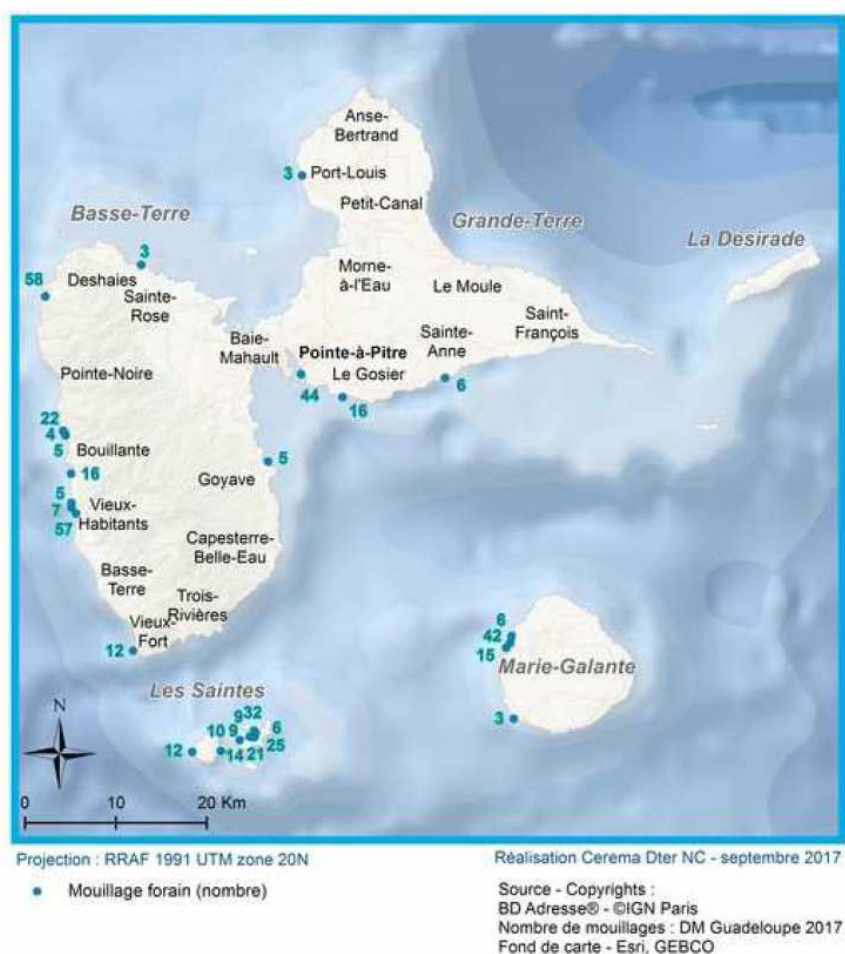 Anse-
Bertrand
3
Port-Louis
Petit-Canal
Basse-Terre
Grande-Terre
La Désirade
3
58
Deshaies
Sainte-
Rose
Morne-
à-l'Eau
Le Moule
Saint-
François
Baie-
Mahault
Sainte-
Anne
Pointe-à-Pitre
Pointe-Noire
Le Gosier
44
16
6
22
4
5
Bouillante
16
5
Goyave
5
7
57
Vieux-
Habitants
Capesterre-
Belle-Eau
Basse-
Terre
Trois-
Rivières
Vieux-
Fort
12
6
42
15
Marie-Galante
3
Les Saintes
9
32
10
9
6
12
14
21
25
N
0
10
20 Km
Projection : RRAF 1991 UTM zone 20N
Réalisation Cerema Dter NC - septembre 2017
Mouillage forain (nombre)
Source - Copyrights :
BD Adresse® - ©IGN Paris
Nombre de mouillages : DM Guadeloupe 2017
Fond de carte - Esri, GEBCO